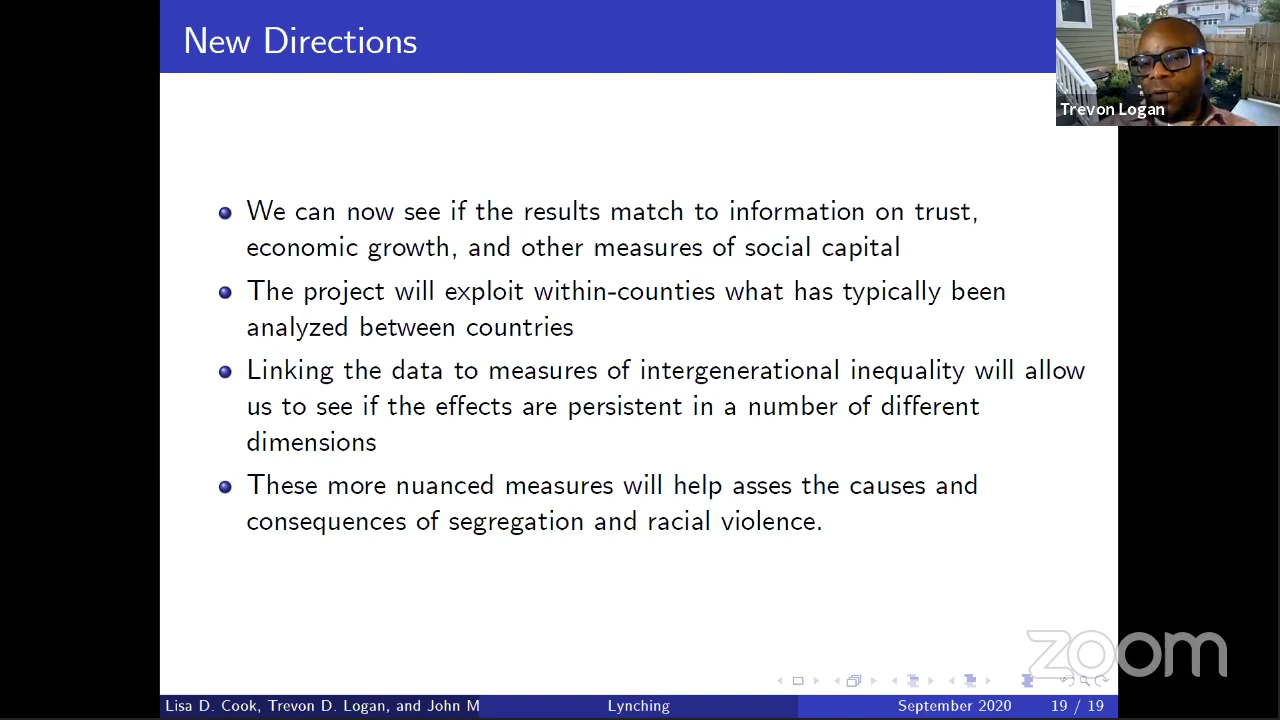 New Directions
Trevon Logan
We can now see if the results match to information on trust,
economic growth, and other measures of social capital
The project will exploit within-counties what has typically been
analyzed between countries
Linking the data to measures of intergenerational inequality will allow
us to see if the effects are persistent in a number of different
dimensions
These more nuanced measures will help asses the causes and
consequences of segregation and racial violence.
zoom
Lisa D. Cook, Trevon D. Logan, and John M Lynching September 2020 19 / 19